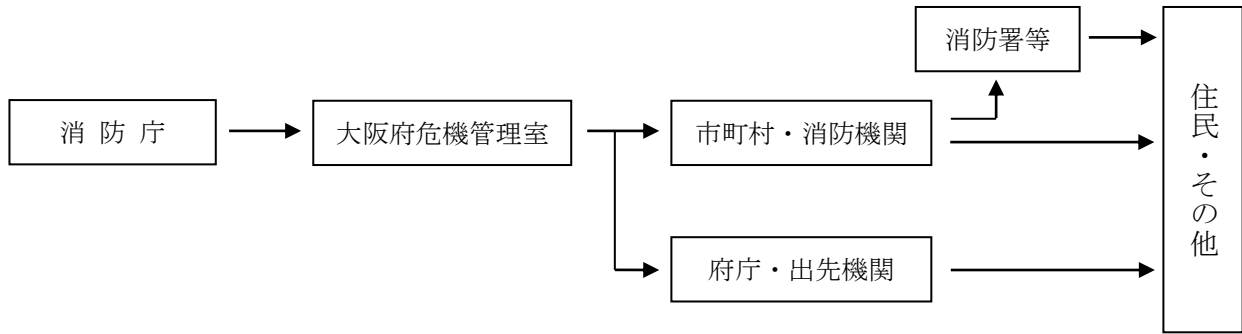 消防署等
消 防 庁
大阪府危機管理室
市町村・消防機関
府庁・出先機関
住民・その他